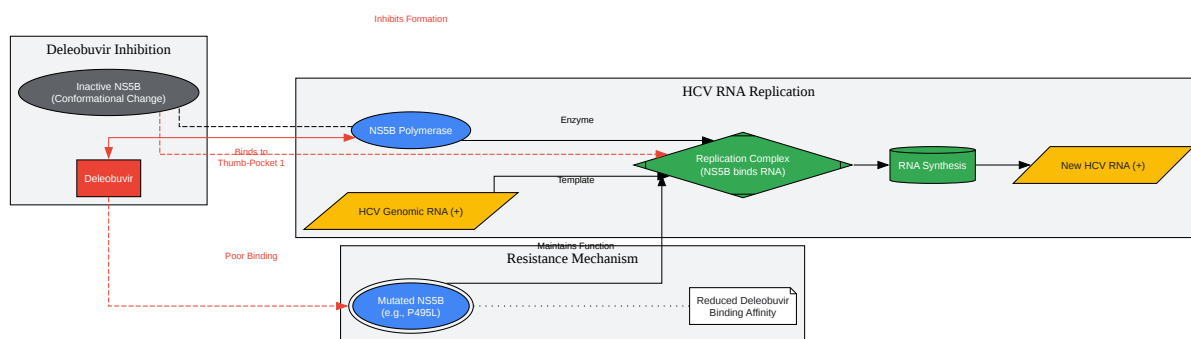 Inhibits Formation
Deleobuvir Inhibition
Inactive NS5B
(Conformational Change)
Deleobuvir
Binds to
Thumb-Pocket 1
HCV RNA Replication
NS5B Polymerase
Enzyme
Replication Complex
(NS5B binds RNA)
RNA Synthesis
New HCV RNA (+)
Template
HCV Genomic RNA (+)
Poor Binding
Maintains Function
Resistance Mechanism
Mutated NS5B
(e.g., P495L)
Reduced Deleobuvir
Binding Affinity